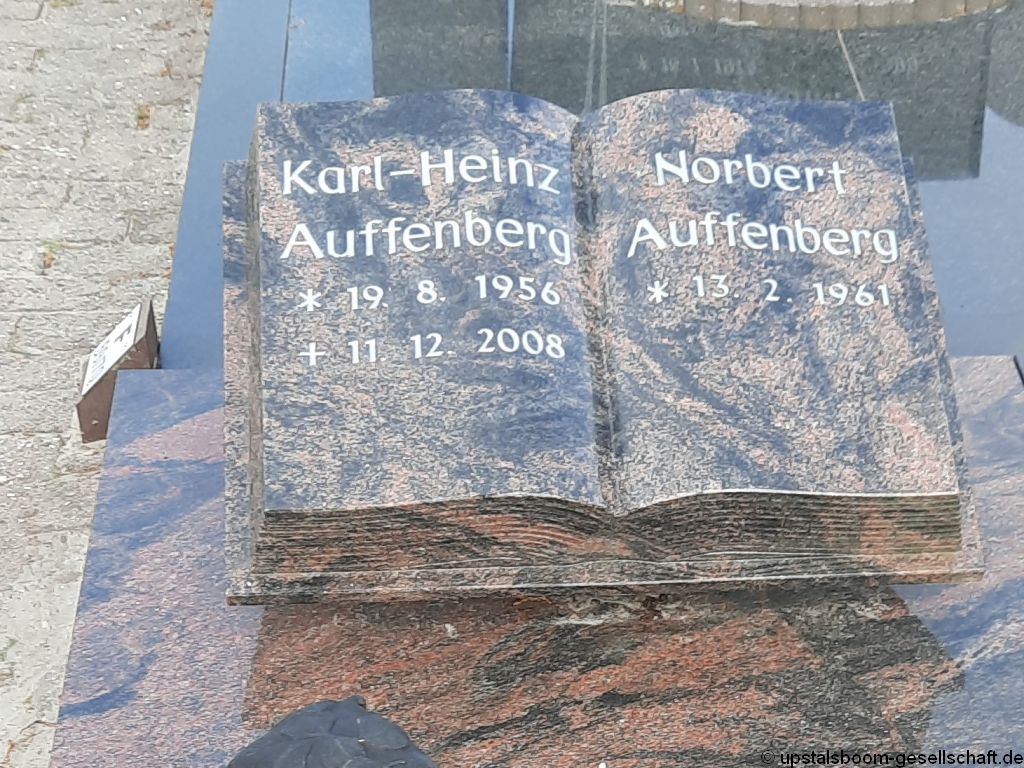 Karl-Heinz
Auffenberg
* 19. 8. 1956
+ 11. 12. 2008
Norbert
Auffenberg
* 13. 2. 1961
© upstalsboom-gesellschaft.de